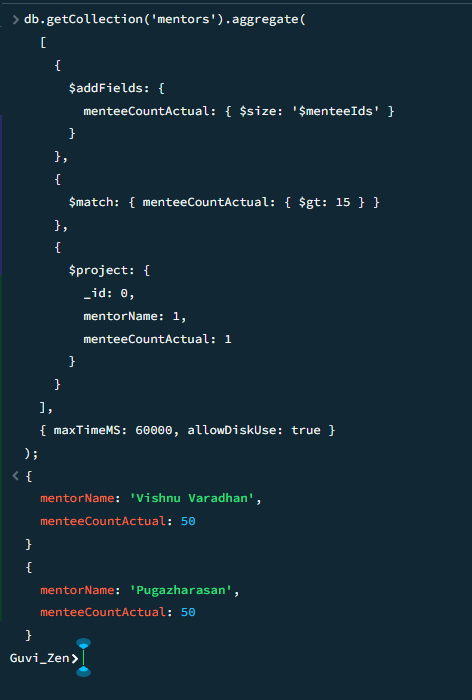 db.getCollection('mentors').aggregate(
[
{
$addFields: {
menteeCountActual: { $size: '$menteeIds' }
}
},
{
$match: { menteeCountActual: { $gt: 15 } }
},
{
$project: {
_id: 0,
mentorName: 1,
menteeCountActual: 1
}
}
],
{ maxTimeMS: 60000, allowDiskUse: true }
);
{
mentorName: 'Vishnu Varadhan',
menteeCountActual: 50
}
{
mentorName: 'Pugazharasan',
menteeCountActual: 50
}
Guvi_Zen>